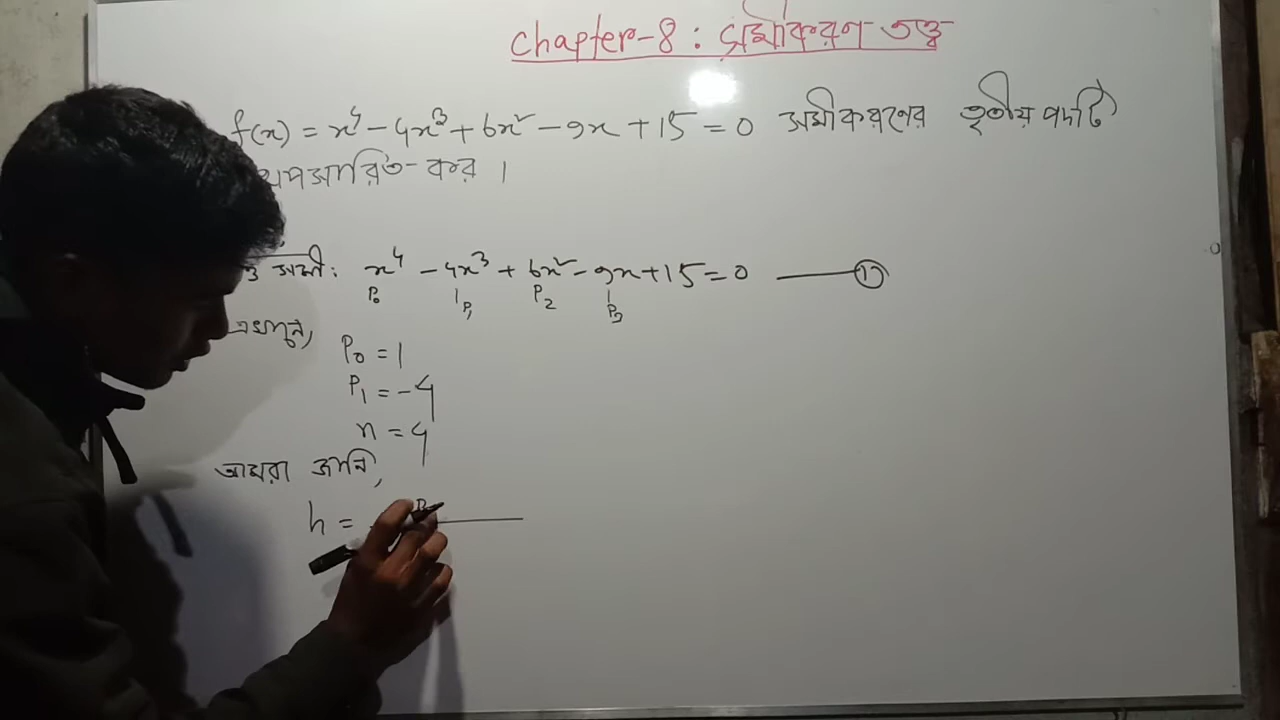 chapter-8: সমীকরণ তত্ত্ব
f(x) = x⁴ - 4x³ + 6x² - 9x + 15 = 0 সমীকরণের তৃতীয় পদটি
অপসারিত কর।
সমী: x⁴ - 4x³ + 6x² - 9x + 15 = 0 ——— (1)
P₀ P₁ P₂ P₃
এখানে,
P₀ = 1
P₁ = -4
n = 4
আমরা জানি,
h = -